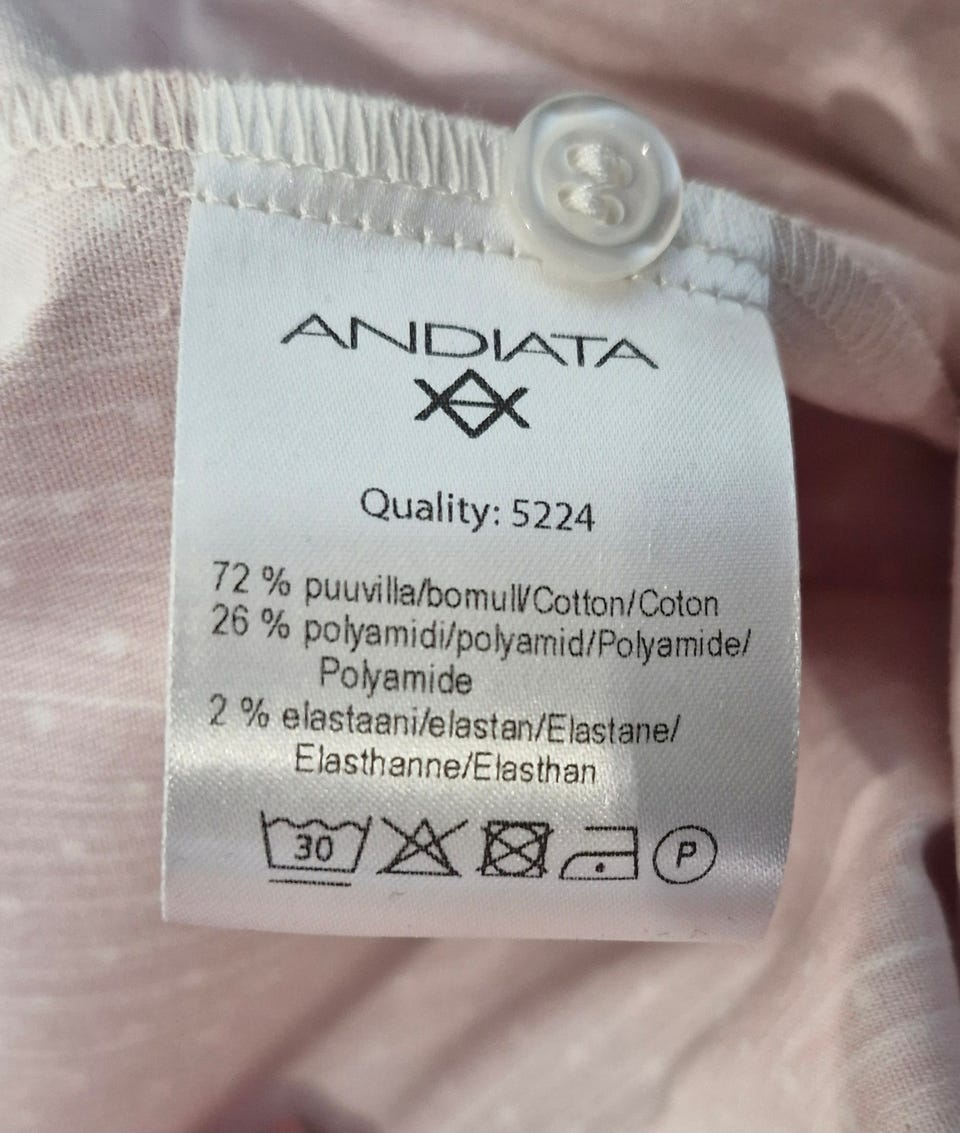 ANDIATA
Quality: 5224
72 % puuvilla/bomull/Cotton/Coton
26 % polyamidi/polyamid/Polyamide/
Polyamide
2 % elastaani/elastan/Elastane/
Elasthanne/Elasthan
30 P